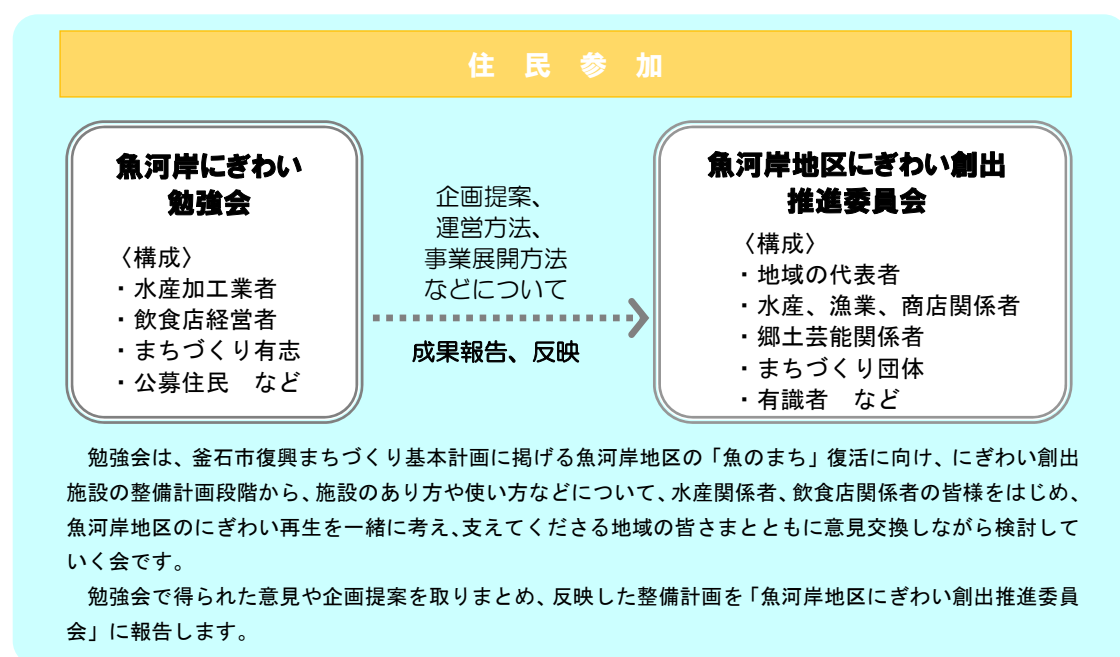 住民参加
魚河岸にぎわい
勉強会
〈構成〉
・水産加工業者
・飲食店経営者
・まちづくり有志
・公募住民　など
企画提案、
運営方法、
事業展開方法
などについて
成果報告、反映
魚河岸地区にぎわい創出
推進委員会
〈構成〉
・地域の代表者
・水産、漁業、商店関係者
・郷土芸能関係者
・まちづくり団体
・有識者　など
勉強会は、釜石市復興まちづくり基本計画に掲げる魚河岸地区の「魚のまち」復活に向け、にぎわい創出
施設の整備計画段階から、施設のあり方や使い方などについて、水産関係者、飲食店関係者の皆様をはじめ、
魚河岸地区のにぎわい再生を一緒に考え、支えてくださる地域の皆さまとともに意見交換しながら検討して
いく会です。
勉強会で得られた意見や企画提案を取りまとめ、反映した整備計画を「魚河岸地区にぎわい創出推進委員
会」に報告します。